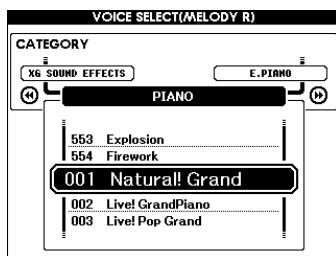 VOICE SELECT(MELODY R)
CATEGORY
XG SOUND EFFECTS E.PIANO
PIANO
553 Explosion
554 Firework
001 Natural! Grand
002 Live! GrandPiano
003 Live! Pop Grand